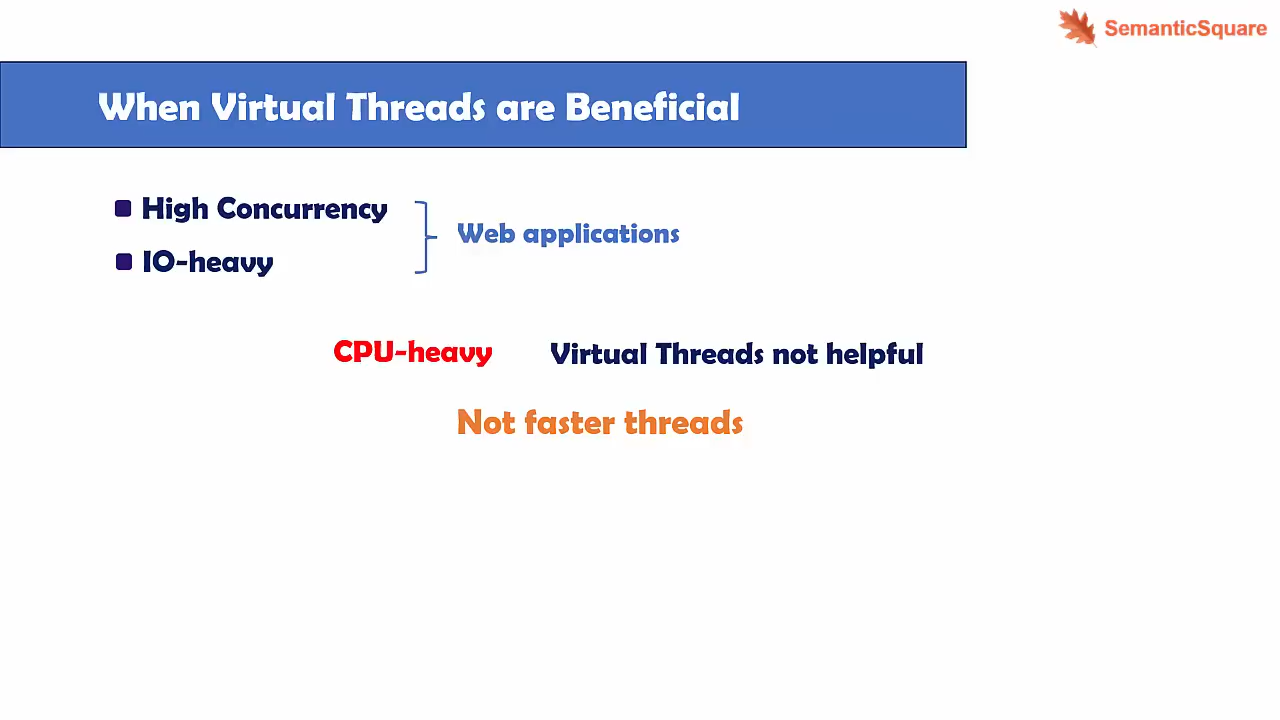 SemanticSquare
When Virtual Threads are Beneficial
High Concurrency
IO-heavy
Web applications
CPU-heavy Virtual Threads not helpful
Not faster threads